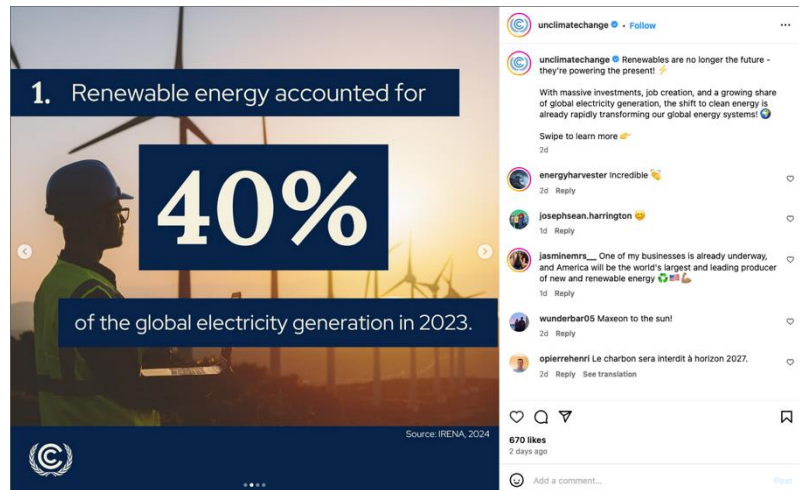 1. Renewable energy accounted for
40%
of the global electricity generation in 2023.
Source: IRENA, 2024
unclimatechange • Follow
unclimatechange Renewables are no longer the future -
they're powering the present! ⚡
With massive investments, job creation, and a growing share
of global electricity generation, the shift to clean energy is
already rapidly transforming our global energy systems! 🌍
Swipe to learn more 👉
2d
energyharvester Incredible 👏
2d Reply
josephsean.harrington 😊
1d Reply
jasminemrs__ One of my businesses is already underway,
and America will be the world's largest and leading producer
of new and renewable energy ♻️🇺🇸💪🏽
1d Reply
wunderbar05 Maxeon to the sun!
2d Reply
opierrehenri Le charbon sera interdit à horizon 2027.
2d Reply See translation
670 likes
2 days ago
Add a comment...
Post